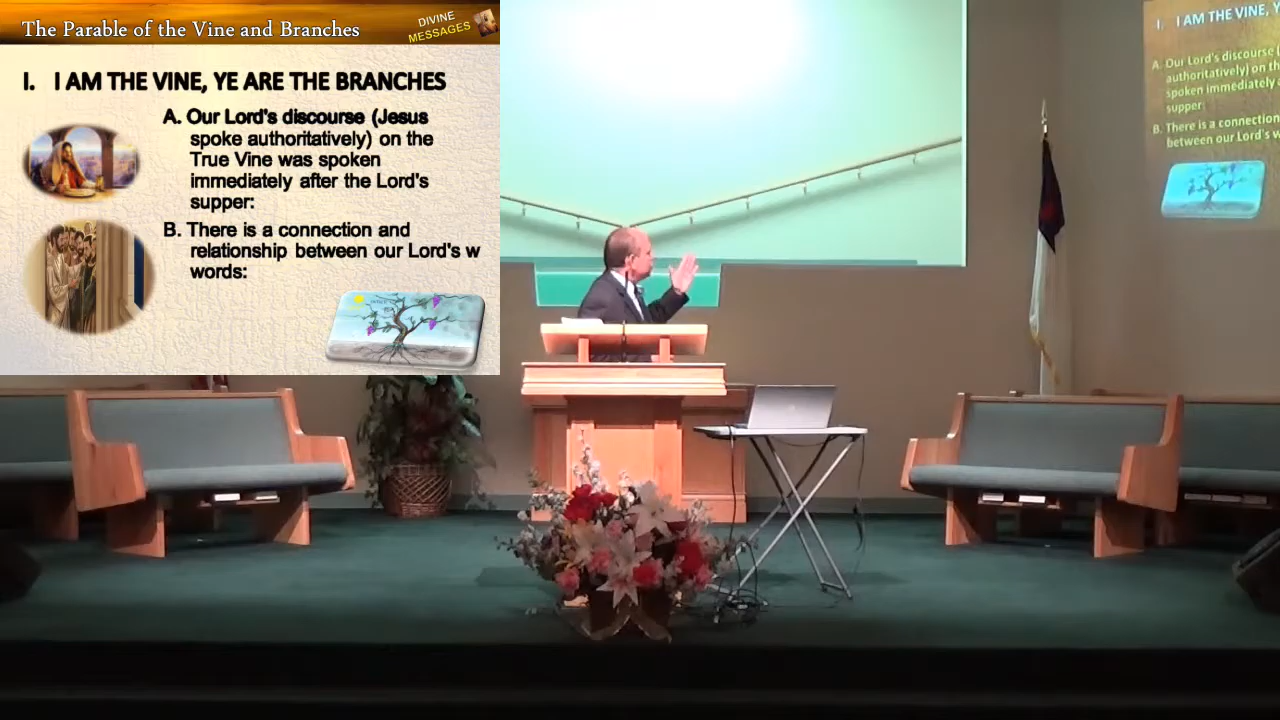 The Parable of the Vine and Branches
DIVINE
MESSAGES
I. I AM THE VINE, YE ARE THE BRANCHES
A. Our Lord's discourse (Jesus
spoke authoritatively) on the
True Vine was spoken
immediately after the Lord's
supper:
B. There is a connection and
relationship between our Lord's w
words:
I. I AM THE VINE, Y
A. Our Lord's discourse
authoritatively) on th
spoken immediately
supper:
B. There is a connection
between our Lord's w